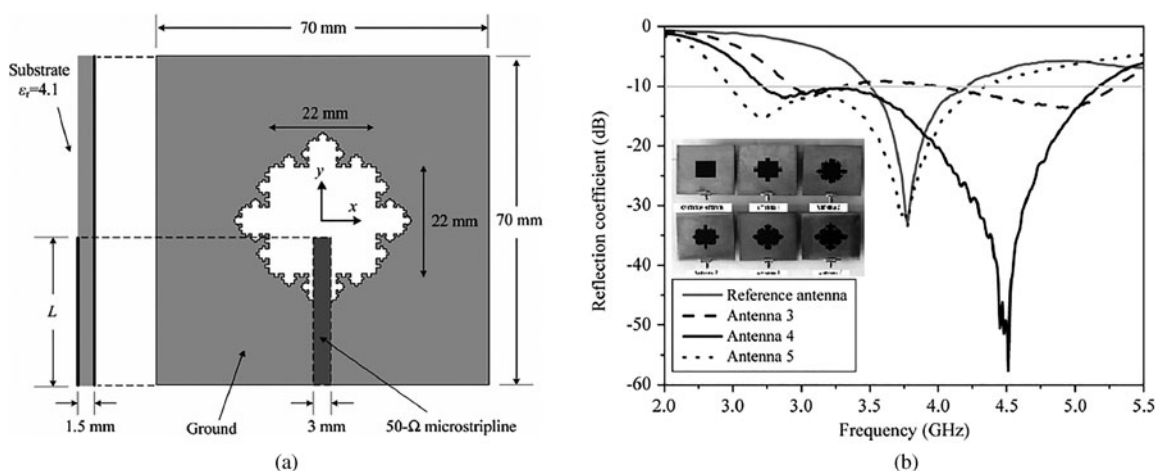 70 mm
Substrate
εr=4.1
22 mm
y
x
22 mm
70 mm
L
1.5 mm
Ground
3 mm
50-Ω microstripline
(a)
Reflection coefficient (dB)
0
-10
-20
-30
-40
-50
-60
Reference antenna
Antenna 3
Antenna 4
Antenna 5
2.0 2.5 3.0 3.5 4.0 4.5 5.0 5.5
Frequency (GHz)
(b)